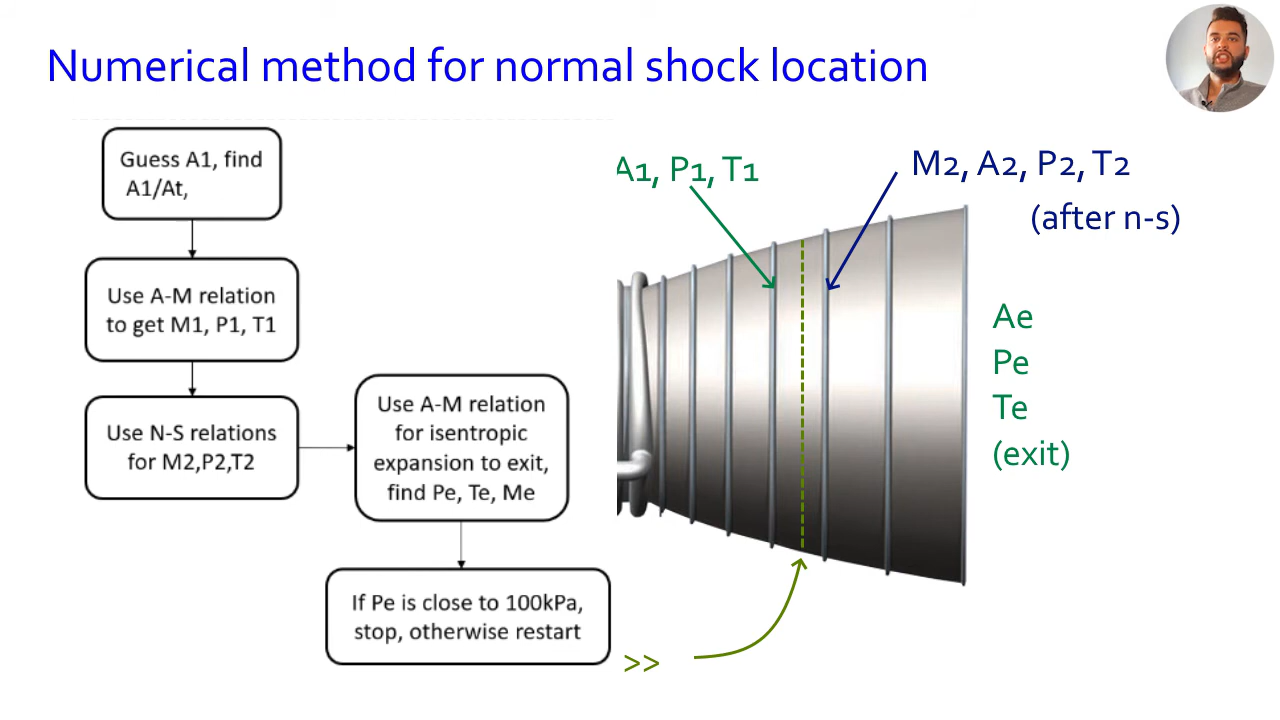 Numerical method for normal shock location
Guess A1, find
A1/At,
Use A-M relation
to get M1, P1, T1
Use N-S relations
for M2,P2,T2
Use A-M relation
for isentropic
expansion to exit,
find Pe, Te, Me
If Pe is close to 100kPa,
stop, otherwise restart
A1, P1, T1
M2, A2, P2, T2
(after n-s)
Ae
Pe
Te
(exit)
>>